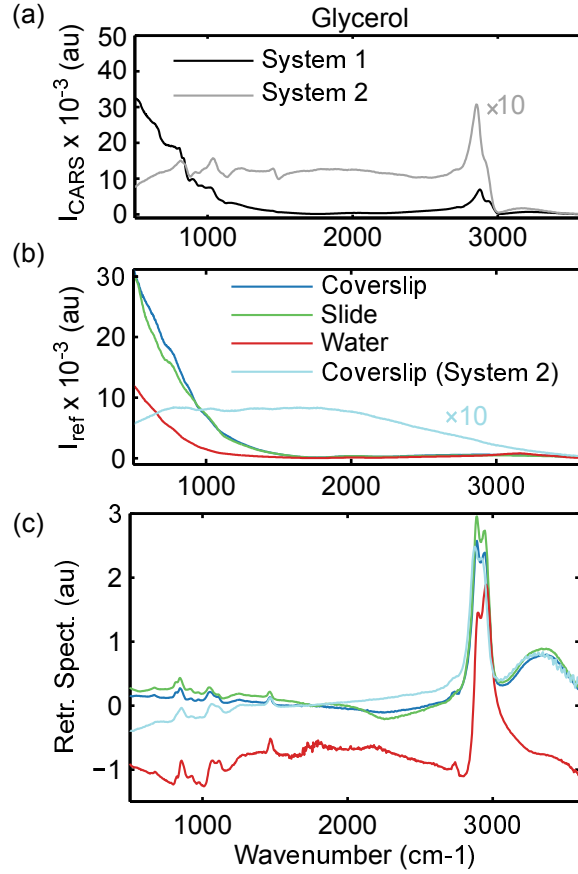 (a)
Glycerol
I_CARS x 10⁻³ (au)
50
40
30
20
10
0
System 1
System 2
×10
1000
2000
3000
(b)
I_ref x 10⁻³ (au)
30
20
10
0
Coverslip
Slide
Water
Coverslip (System 2)
×10
1000
2000
3000
(c)
Retr. Spect. (au)
3
2
1
0
−1
1000
2000
3000
Wavenumber (cm-1)